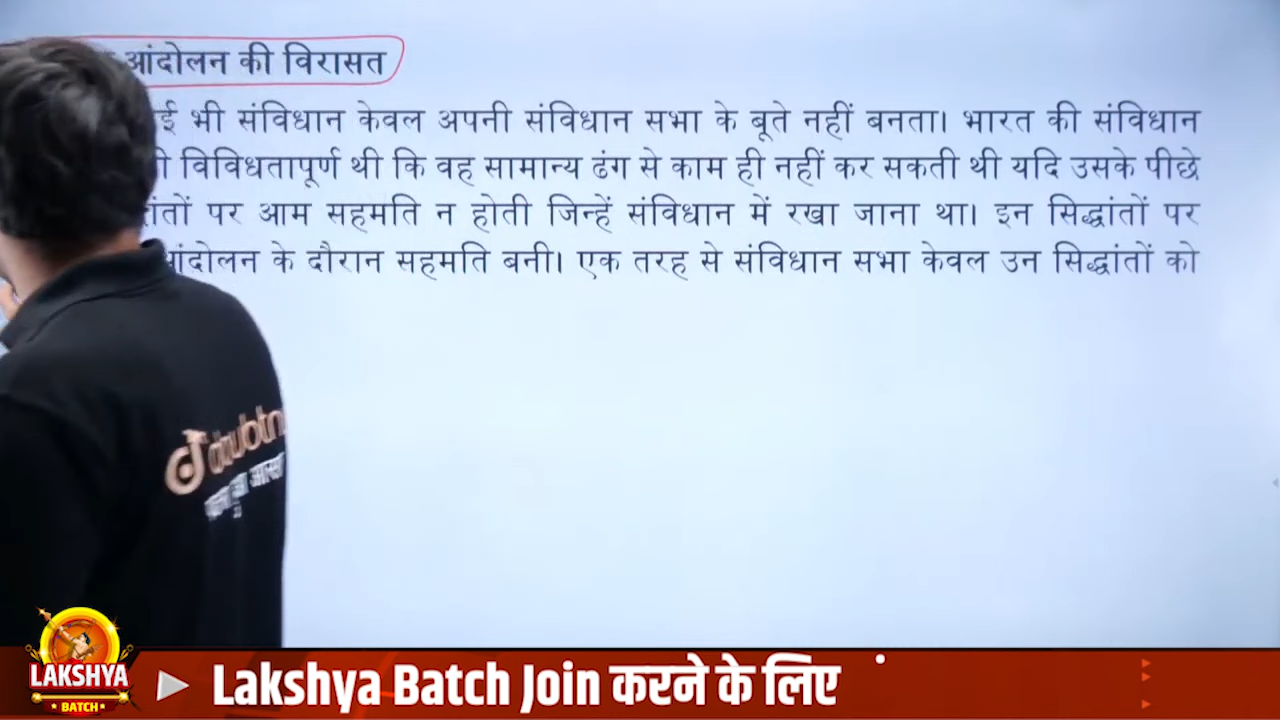 आंदोलन की विरासत
भी संविधान केवल अपनी संविधान सभा के बूते नहीं बनता। भारत की संविधान
विविधतापूर्ण थी कि वह सामान्य ढंग से काम ही नहीं कर सकती थी यदि उसके पीछे
पर आम सहमति न होती जिन्हें संविधान में रखा जाना था। इन सिद्धांतों पर
आंदोलन के दौरान सहमति बनी। एक तरह से संविधान सभा केवल उन सिद्धांतों को
LAKSHYA
BATCH
Lakshya Batch Join करने के लिए